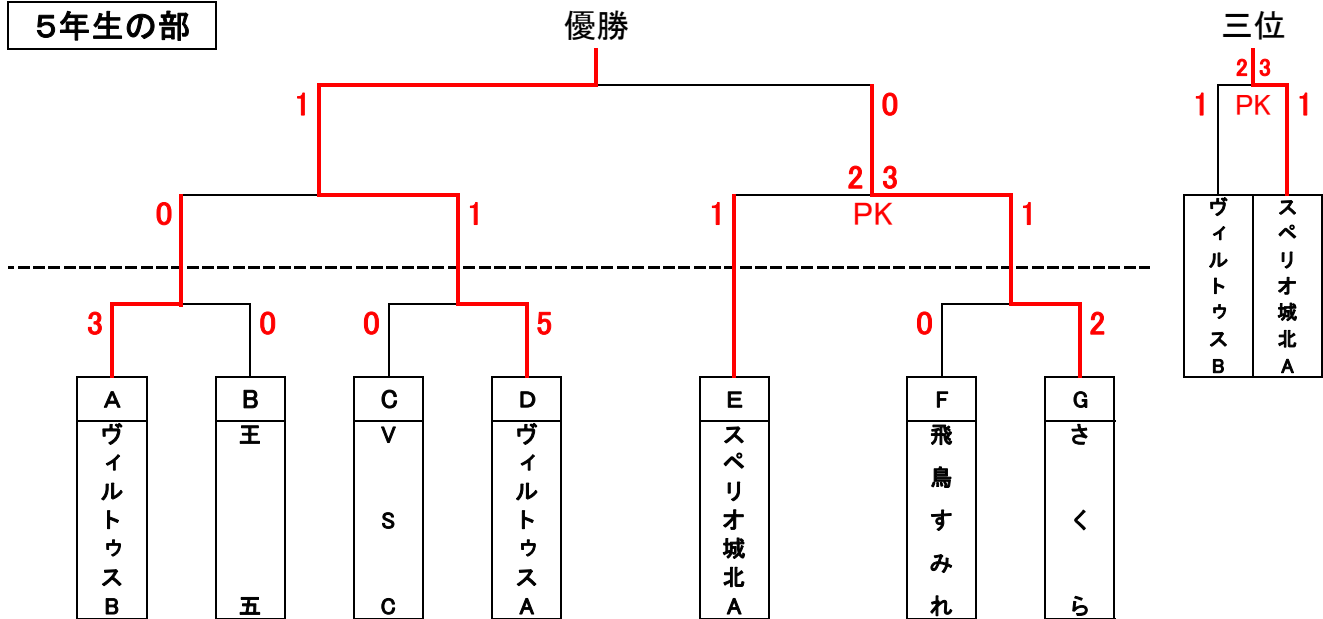 5年生の部
優勝
三位
2 3
1
0
1
PK
1
2 3
0
1
1
PK
1
ヴィルトゥスB
スペリオ城北A
3
0
0
5
0
2
A
B
C
D
E
F
G
ヴィルトゥスB
王五
VSC
ヴィルトゥスA
スペリオ城北A
飛鳥すみれ
さくら